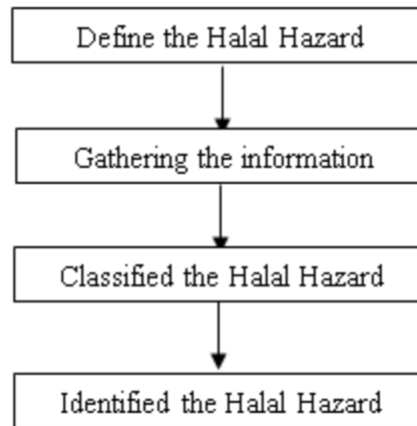 Define the Halal Hazard
Gathering the information
Classified the Halal Hazard
Identified the Halal Hazard